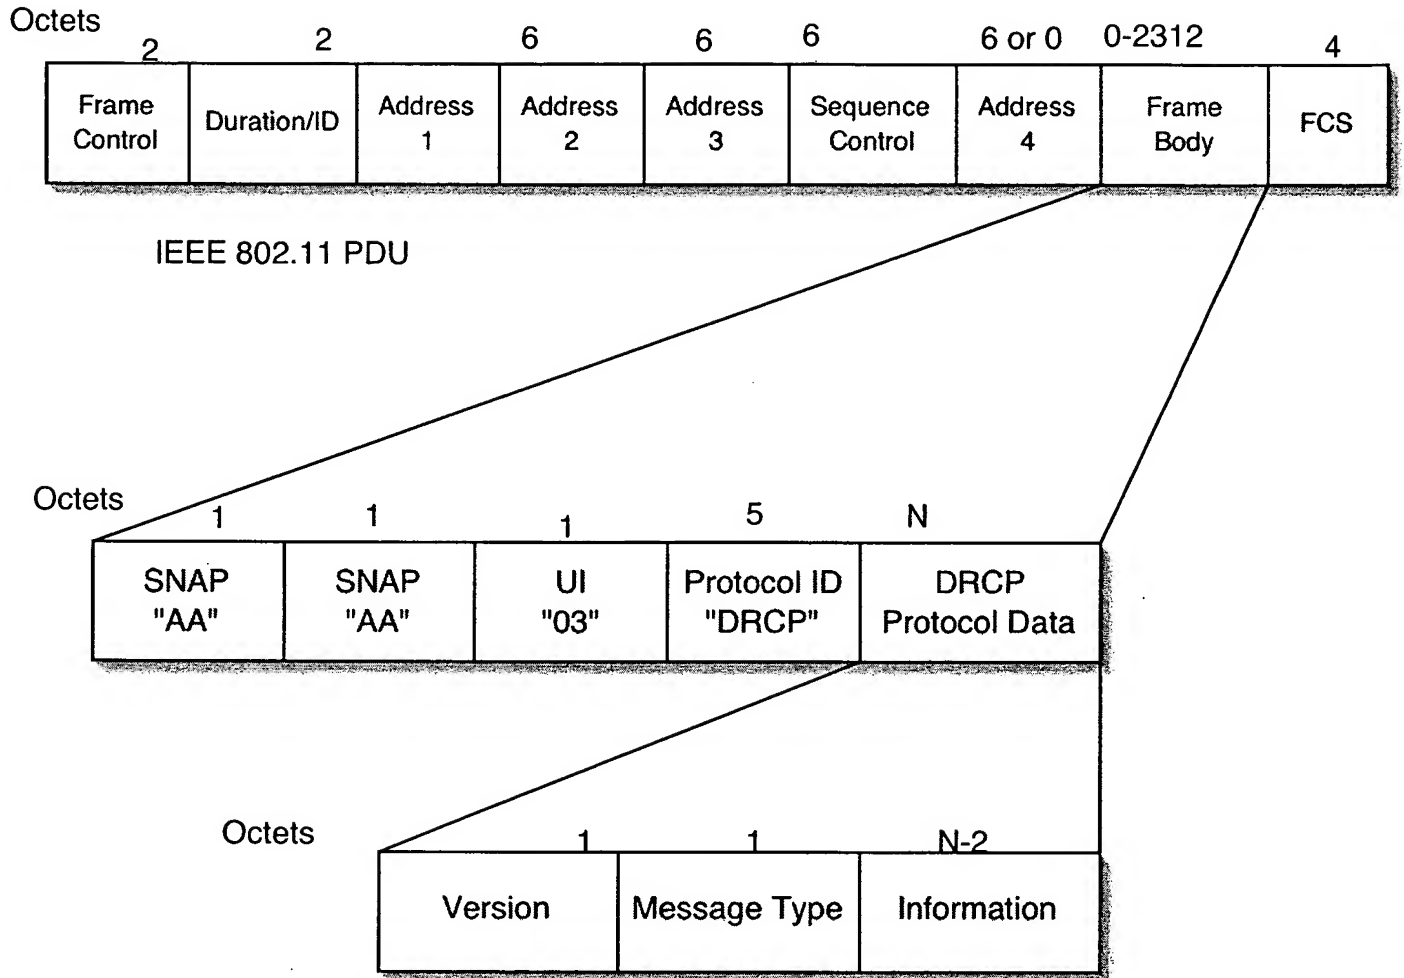 Octets
2 2 6 6 6 6 or 0 0-2312 4
Frame Control Duration/ID Address 1 Address 2 Address 3 Sequence Control Address 4 Frame Body FCS
IEEE 802.11 PDU
Octets
1 1 1 5 N
SNAP "AA" SNAP "AA" UI "03" Protocol ID "DRCP" DRCP Protocol Data
Octets
1 1 N-2
Version Message Type Information